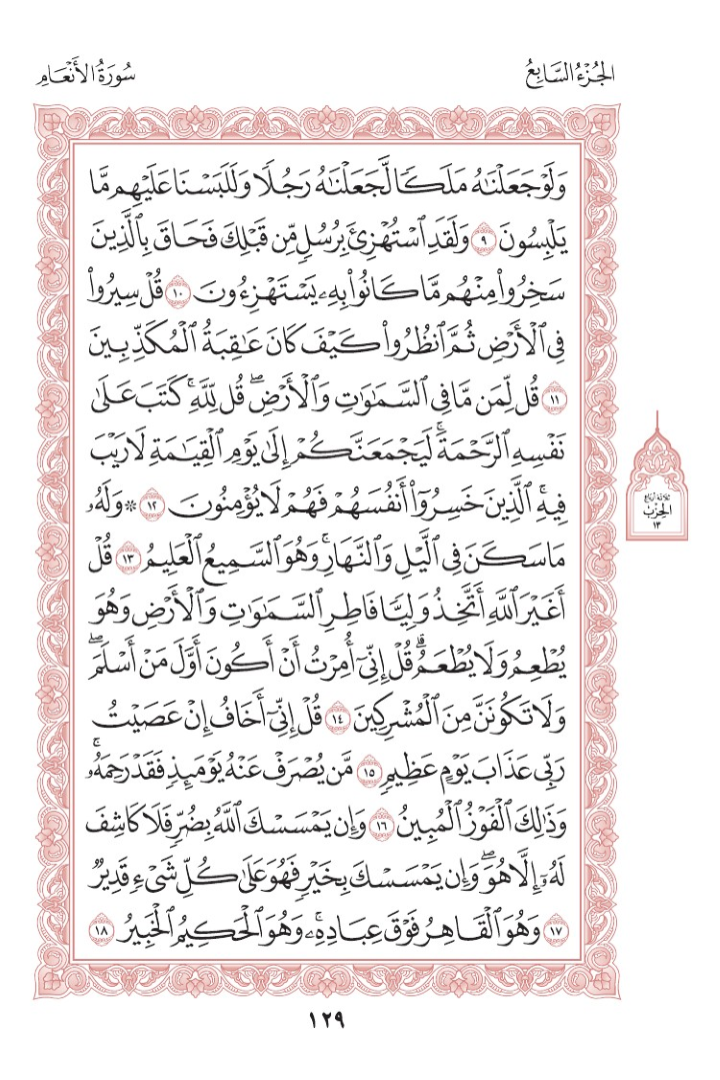 الجُزْءُ السَّابِعُ
سُورَةُ الأَنْعَامِ
وَلَوْ جَعَلْنَٰهُ مَلَكًا لَّجَعَلْنَٰهُ رَجُلًا وَلَلَبَسْنَا عَلَيْهِم مَّا
يَلْبِسُونَ ٩ وَلَقَدِ ٱسْتُهْزِئَ بِرُسُلٍ مِّن قَبْلِكَ فَحَاقَ بِٱلَّذِينَ
سَخِرُوا۟ مِنْهُم مَّا كَانُوا۟ بِهِۦ يَسْتَهْزِءُونَ ١٠ قُلْ سِيرُوا۟
فِى ٱلْأَرْضِ ثُمَّ ٱنظُرُوا۟ كَيْفَ كَانَ عَٰقِبَةُ ٱلْمُكَذِّبِينَ
١١ قُل لِّمَن مَّا فِى ٱلسَّمَٰوَٰتِ وَٱلْأَرْضِ ۖ قُل لِّلَّهِ ۚ كَتَبَ عَلَىٰ
نَفْسِهِ ٱلرَّحْمَةَ ۚ لَيَجْمَعَنَّكُمْ إِلَىٰ يَوْمِ ٱلْقِيَٰمَةِ لَا رَيْبَ
فِيهِ ۚ ٱلَّذِينَ خَسِرُوٓا۟ أَنفُسَهُمْ فَهُمْ لَا يُؤْمِنُونَ ١٢ ۞ وَلَهُۥ
مَا سَكَنَ فِى ٱلَّيْلِ وَٱلنَّهَارِ ۚ وَهُوَ ٱلسَّمِيعُ ٱلْعَلِيمُ ١٣ قُلْ
أَغَيْرَ ٱللَّهِ أَتَّخِذُ وَلِيًّا فَاطِرِ ٱلسَّمَٰوَٰتِ وَٱلْأَرْضِ وَهُوَ
يُطْعِمُ وَلَا يُطْعَمُ ۗ قُلْ إِنِّىٓ أُمِرْتُ أَنْ أَكُونَ أَوَّلَ مَنْ أَسْلَمَ ۖ
وَلَا تَكُونَنَّ مِنَ ٱلْمُشْرِكِينَ ١٤ قُلْ إِنِّىٓ أَخَافُ إِنْ عَصَيْتُ
رَبِّى عَذَابَ يَوْمٍ عَظِيمٍ ١٥ مَّن يُصْرَفْ عَنْهُ يَوْمَئِذٍ فَقَدْ رَحِمَهُۥ ۚ
وَذَٰلِكَ ٱلْفَوْزُ ٱلْمُبِينُ ١٦ وَإِن يَمْسَسْكَ ٱللَّهُ بِضُرٍّ فَلَا كَاشِفَ
لَهُۥٓ إِلَّا هُوَ ۖ وَإِن يَمْسَسْكَ بِخَيْرٍ فَهُوَ عَلَىٰ كُلِّ شَىْءٍ قَدِيرٌ
١٧ وَهُوَ ٱلْقَاهِرُ فَوْقَ عِبَادِهِۦ ۚ وَهُوَ ٱلْحَكِيمُ ٱلْخَبِيرُ ١٨
ثلاثة أرباع
الحِزْب
١٣
١٢٩